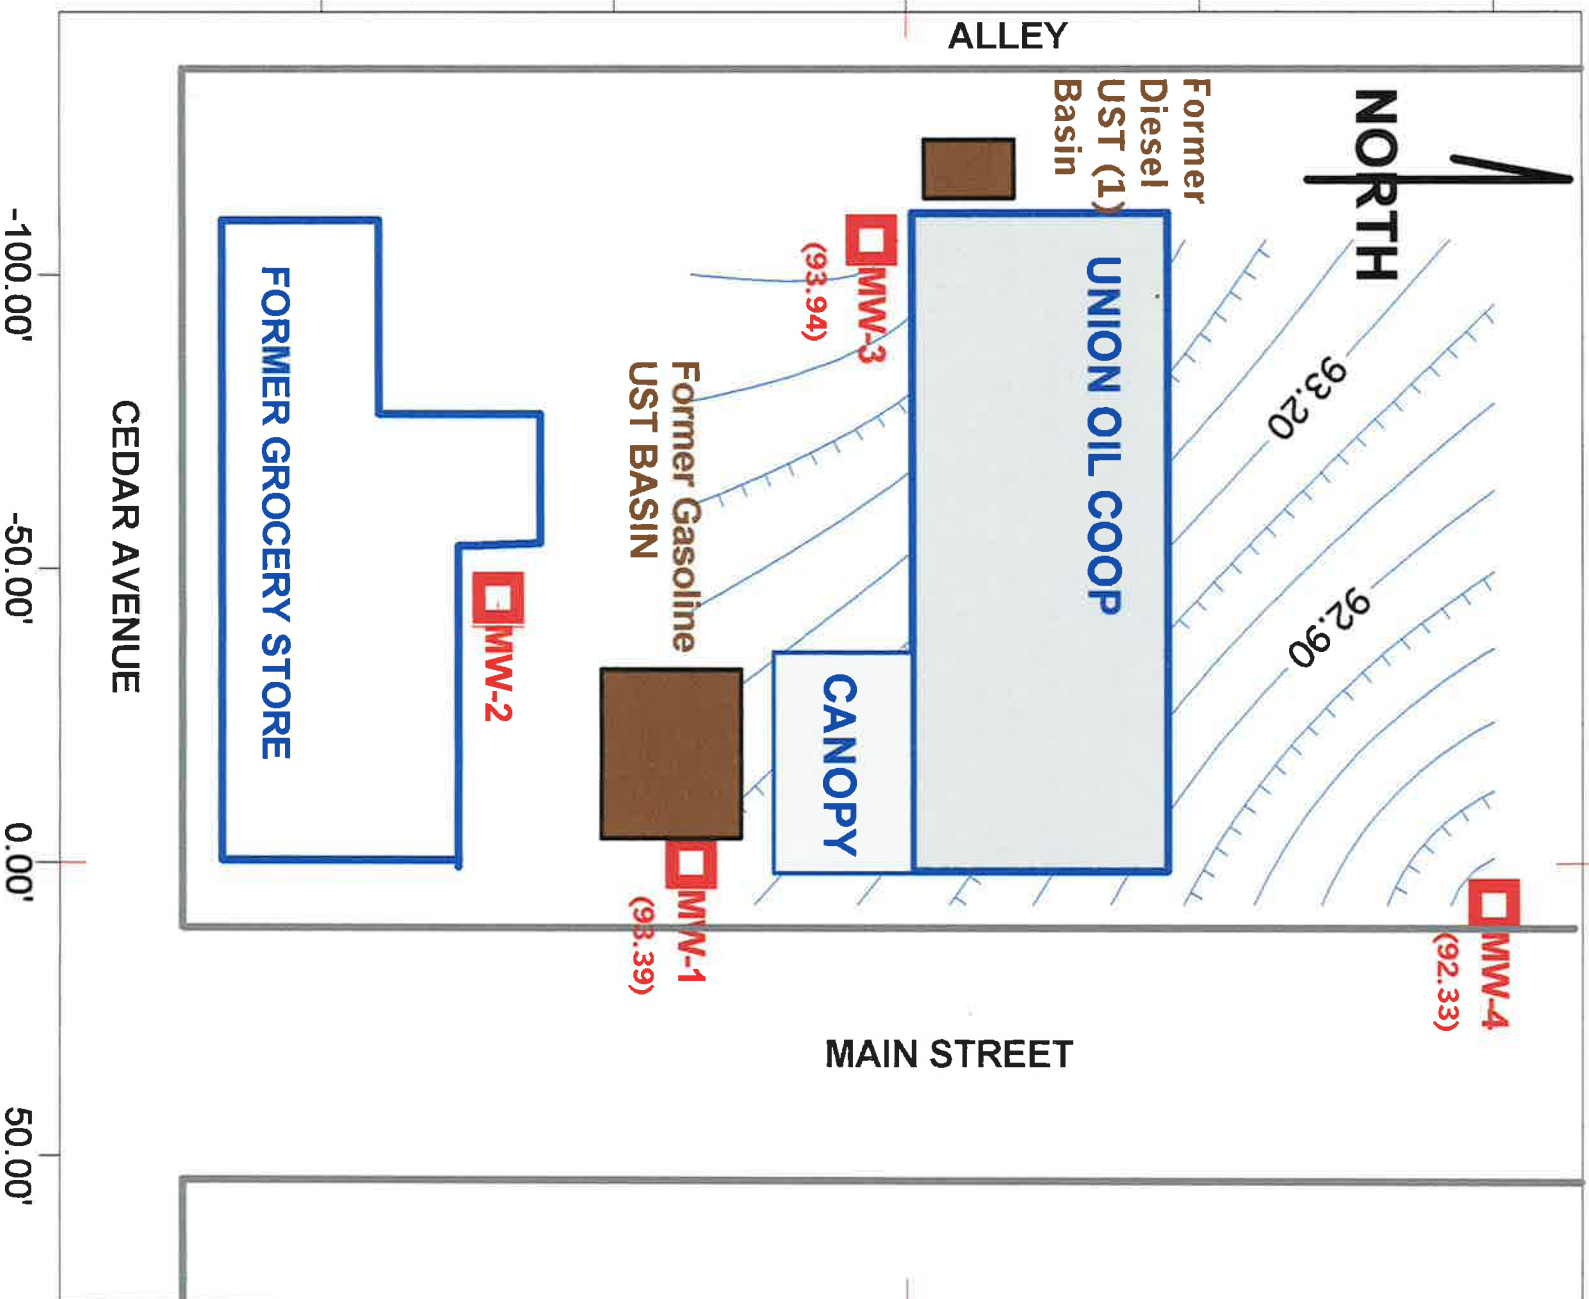 ALLEY
NORTH
Former
Diesel
UST (1)
Basin
UNION OIL COOP
93.20
92.90
MW-3
(93.94)
Former Gasoline
UST BASIN
FORMER GROCERY STORE
MW-2
CANOPY
MW-1
(93.39)
MW-4
(92.33)
CEDAR AVENUE
MAIN STREET
-100.00'
-50.00'
0.00'
50.00'